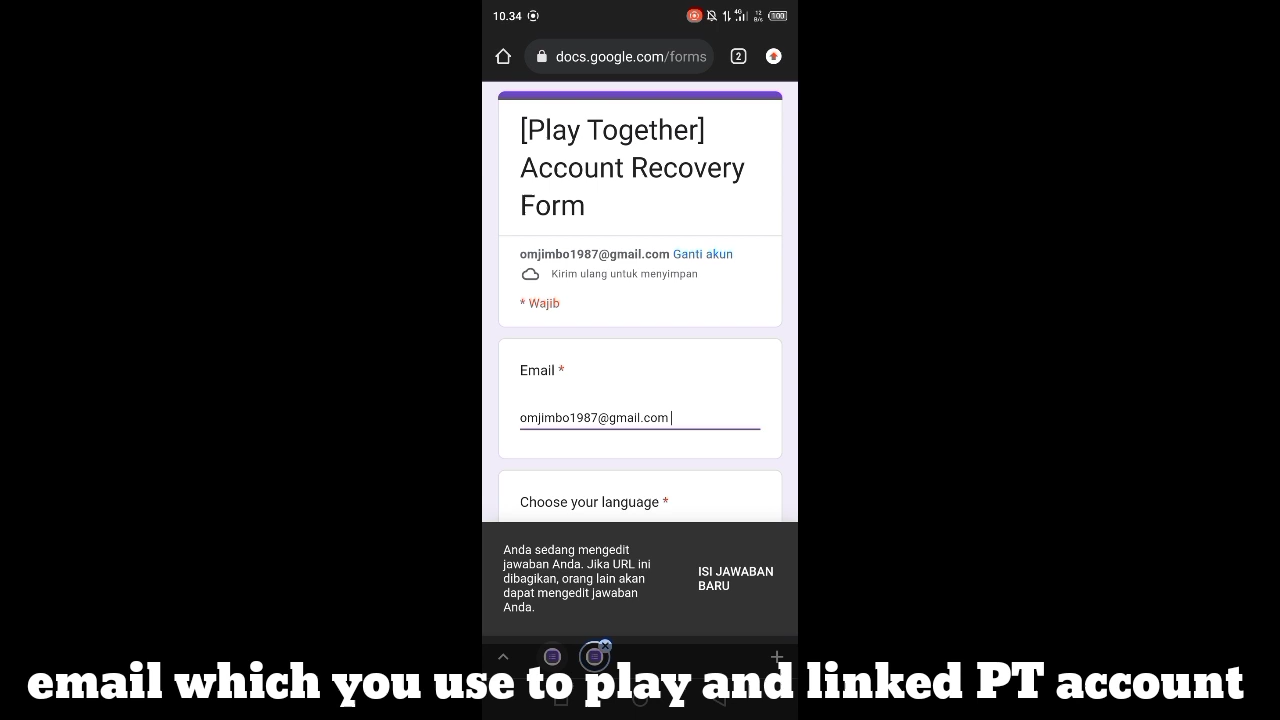 10.34
4G
12
B/s
100
docs.google.com/forms
2
[Play Together]
Account Recovery
Form
omjimbo1987@gmail.com Ganti akun
Kirim ulang untuk menyimpan
* Wajib
Email *
omjimbo1987@gmail.com
Choose your language *
Anda sedang mengedit
jawaban Anda. Jika URL ini
dibagikan, orang lain akan
dapat mengedit jawaban
Anda.
ISI JAWABAN
BARU
email which you use to play and linked PT account